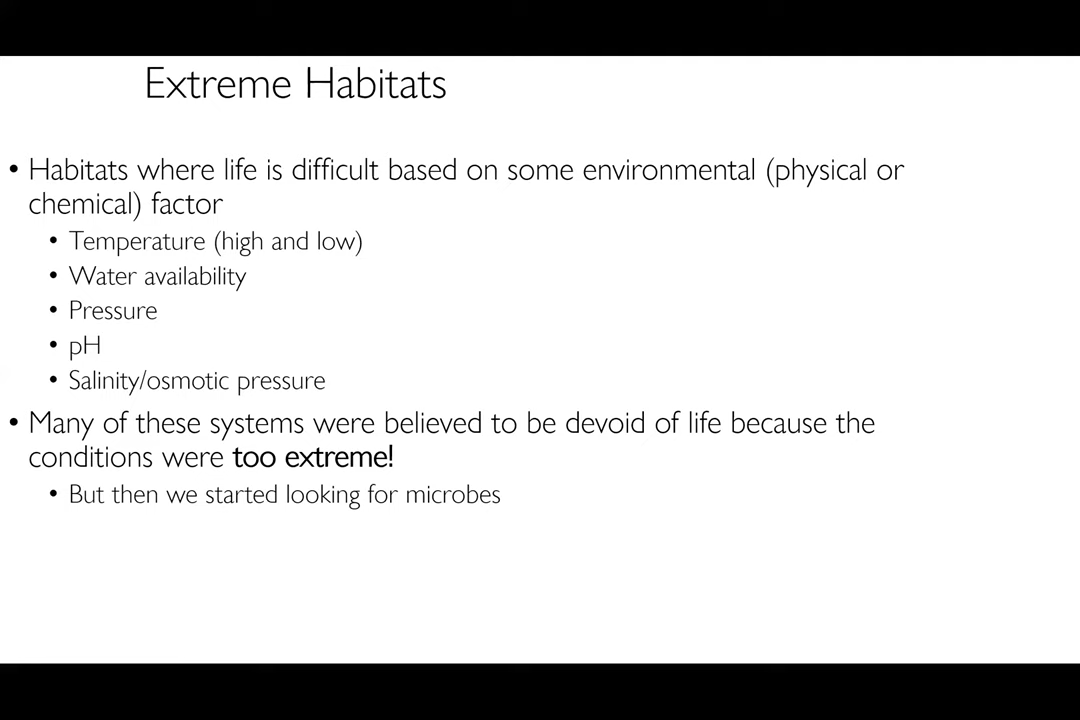 Extreme Habitats
• Habitats where life is difficult based on some environmental (physical or
chemical) factor
• Temperature (high and low)
• Water availability
• Pressure
• pH
• Salinity/osmotic pressure
• Many of these systems were believed to be devoid of life because the
conditions were too extreme!
• But then we started looking for microbes